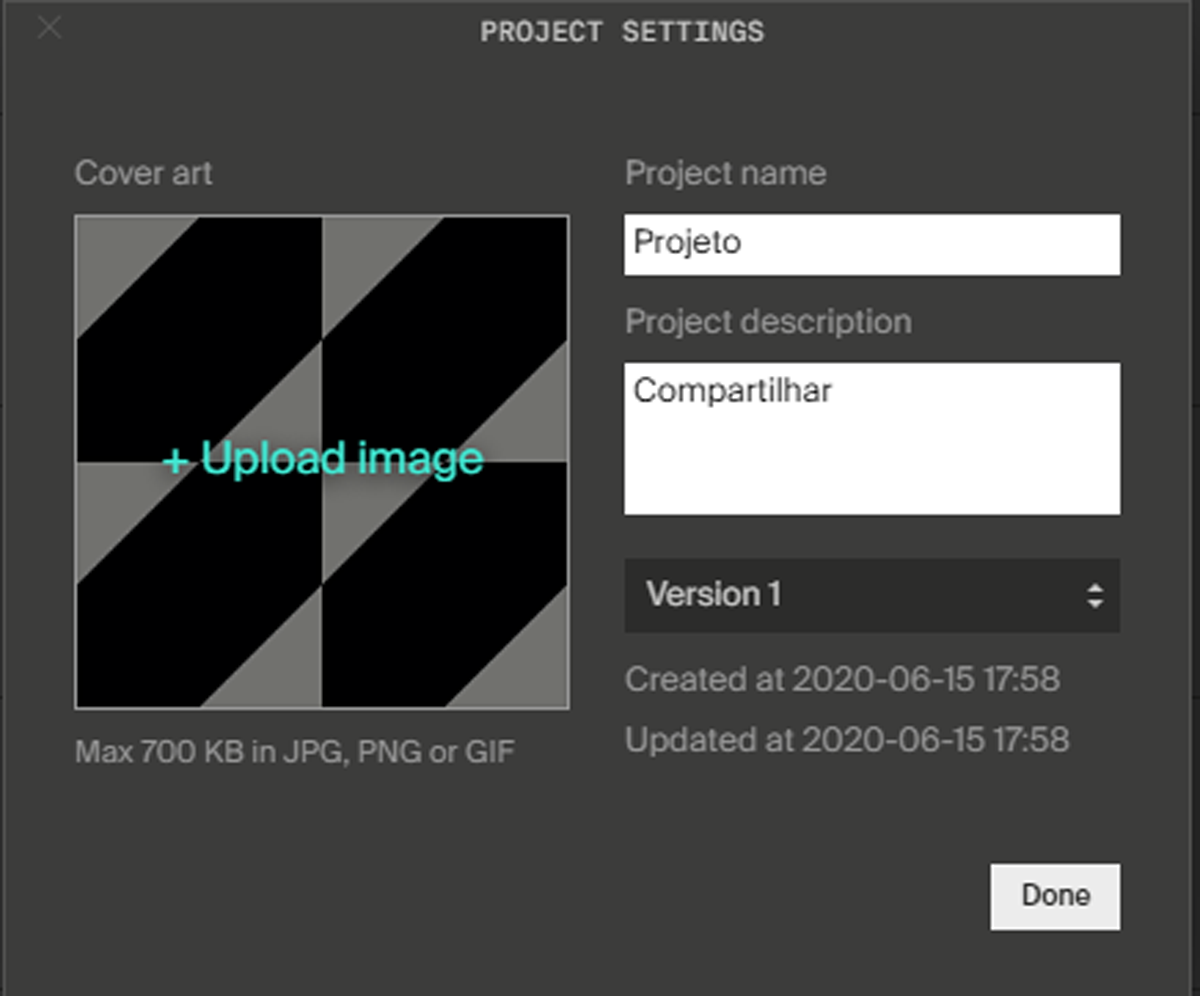 PROJECT SETTINGS
Cover art
+ Upload image
Max 700 KB in JPG, PNG or GIF
Project name
Projeto
Project description
Compartilhar
Version 1
Created at 2020-06-15 17:58
Updated at 2020-06-15 17:58
Done